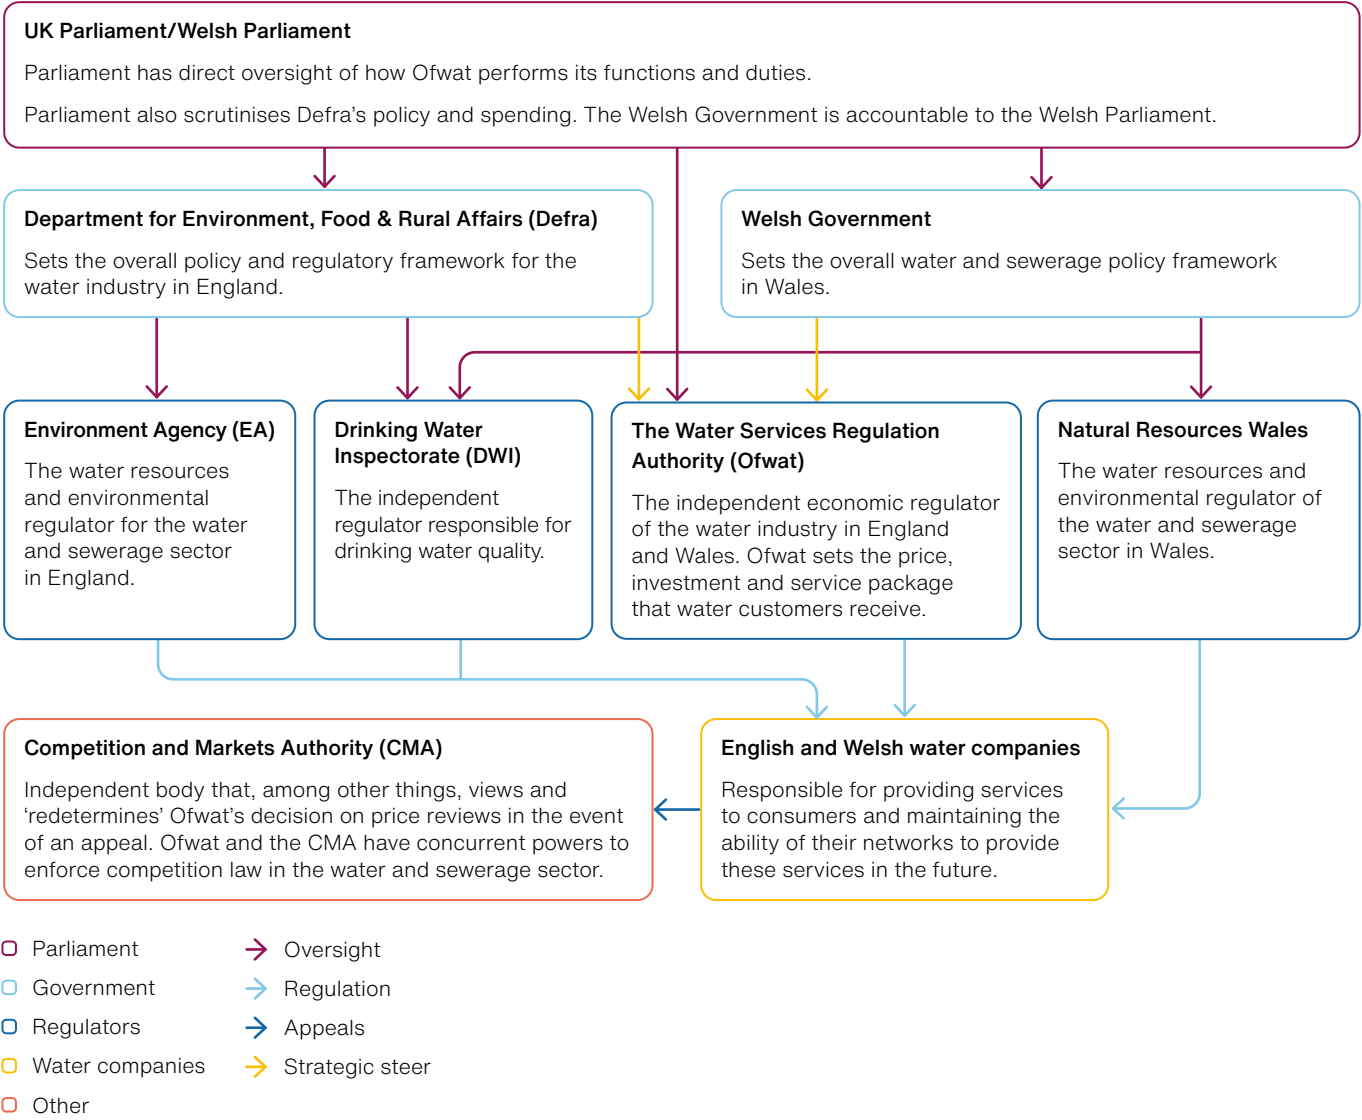 UK Parliament/Welsh Parliament
Parliament has direct oversight of how Ofwat performs its functions and duties.
Parliament also scrutinises Defra’s policy and spending. The Welsh Government is accountable to the Welsh Parliament.
Department for Environment, Food & Rural Affairs (Defra)
Sets the overall policy and regulatory framework for the
water industry in England.
Welsh Government
Sets the overall water and sewerage policy framework
in Wales.
Environment Agency (EA)
The water resources
and environmental
regulator for the water
and sewerage sector
in England.
Drinking Water
Inspectorate (DWI)
The independent
regulator responsible for
drinking water quality.
The Water Services Regulation
Authority (Ofwat)
The independent economic regulator
of the water industry in England
and Wales. Ofwat sets the price,
investment and service package
that water customers receive.
Natural Resources Wales
The water resources and
environmental regulator of
the water and sewerage
sector in Wales.
Competition and Markets Authority (CMA)
Independent body that, among other things, views and
‘redetermines’ Ofwat’s decision on price reviews in the event
of an appeal. Ofwat and the CMA have concurrent powers to
enforce competition law in the water and sewerage sector.
English and Welsh water companies
Responsible for providing services
to consumers and maintaining the
ability of their networks to provide
these services in the future.
Parliament
Government
Regulators
Water companies
Other
Oversight
Regulation
Appeals
Strategic steer